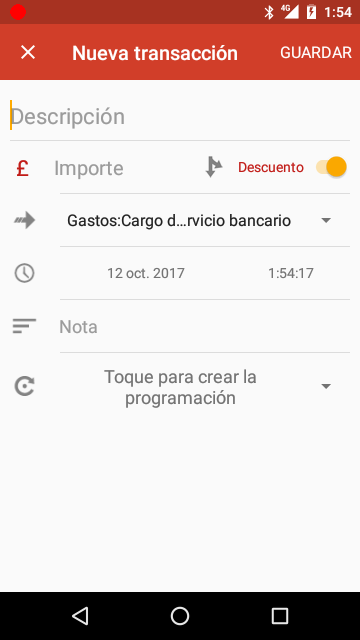 4G 1:54
Nueva transacción GUARDAR
Descripción
£ Importe Descuento
Gastos:Cargo d...rvicio bancario
12 oct. 2017 1:54:17
Nota
Toque para crear la
programación